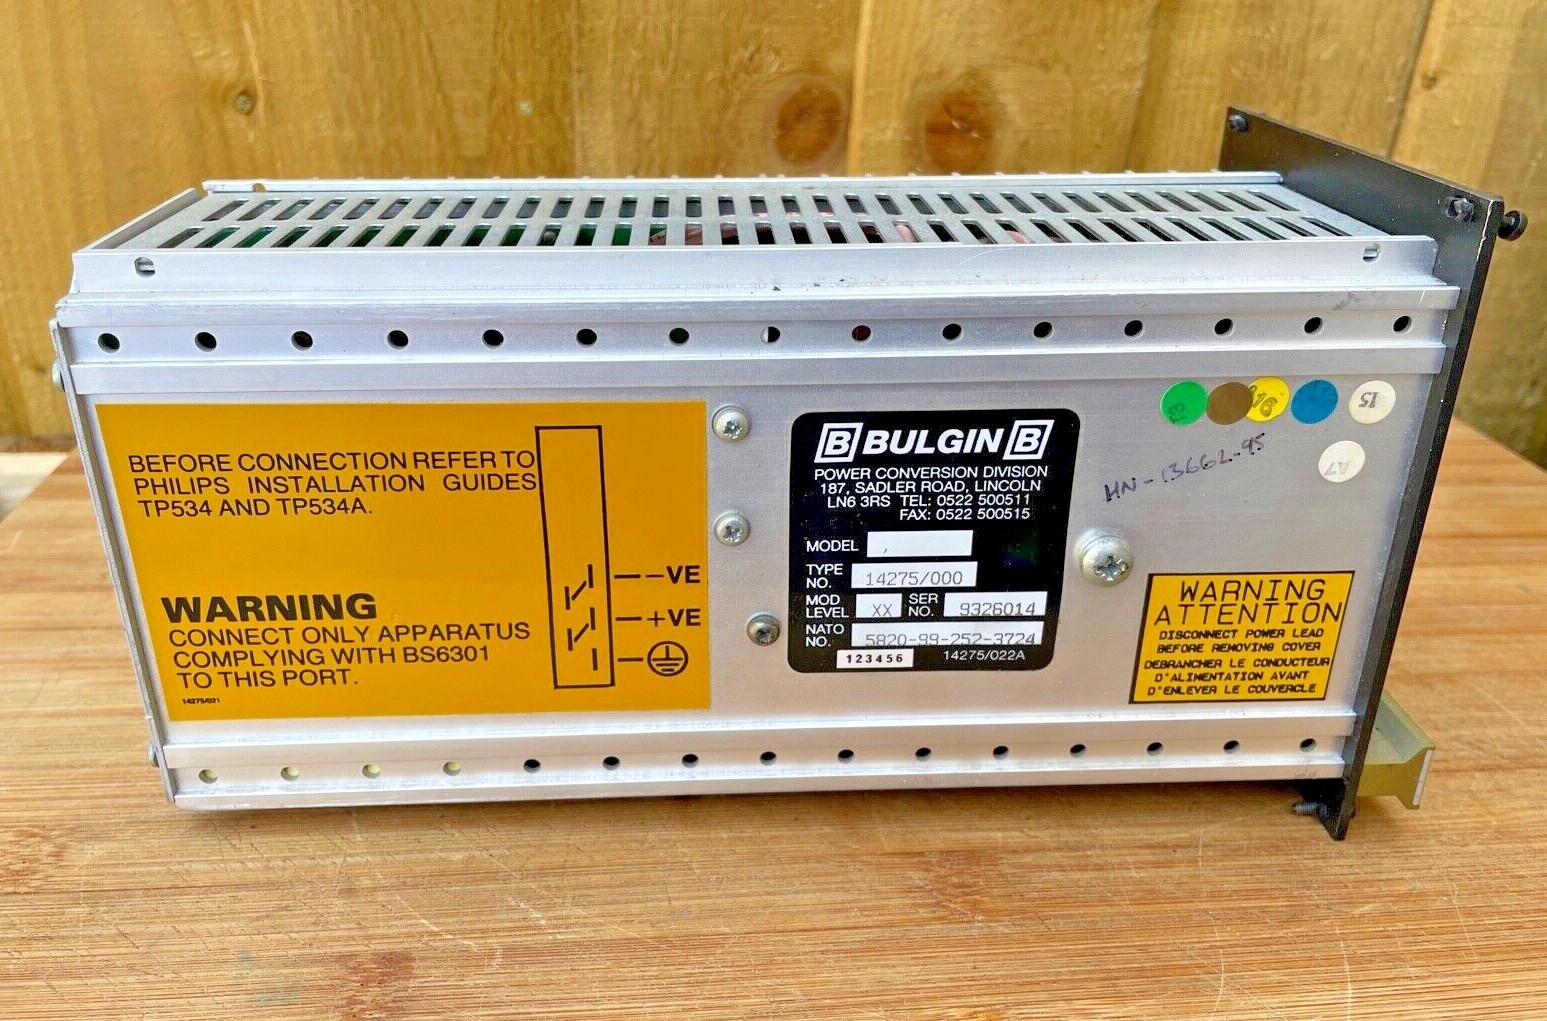 BEFORE CONNECTION REFER TO
PHILIPS INSTALLATION GUIDES
TP534 AND TP534A.
WARNING
CONNECT ONLY APPARATUS
COMPLYING WITH BS6301
TO THIS PORT.
14275/021
-VE
+VE
B BULGIN B
POWER CONVERSION DIVISION
187, SADLER ROAD, LINCOLN
LN6 3RS TEL: 0522 500511
FAX: 0522 500515
MODEL
TYPE NO. 14275/000
MOD LEVEL XX SER NO. 9326014
NATO NO. 5820-99-252-3724
123456 14275/022A
13
15
A7
HN-13662-95
WARNING
ATTENTION
DISCONNECT POWER LEAD
BEFORE REMOVING COVER
DEBRANCHER LE CONDUCTEUR
D'ALIMENTATION AVANT
D'ENLEVER LE COUVERCLE